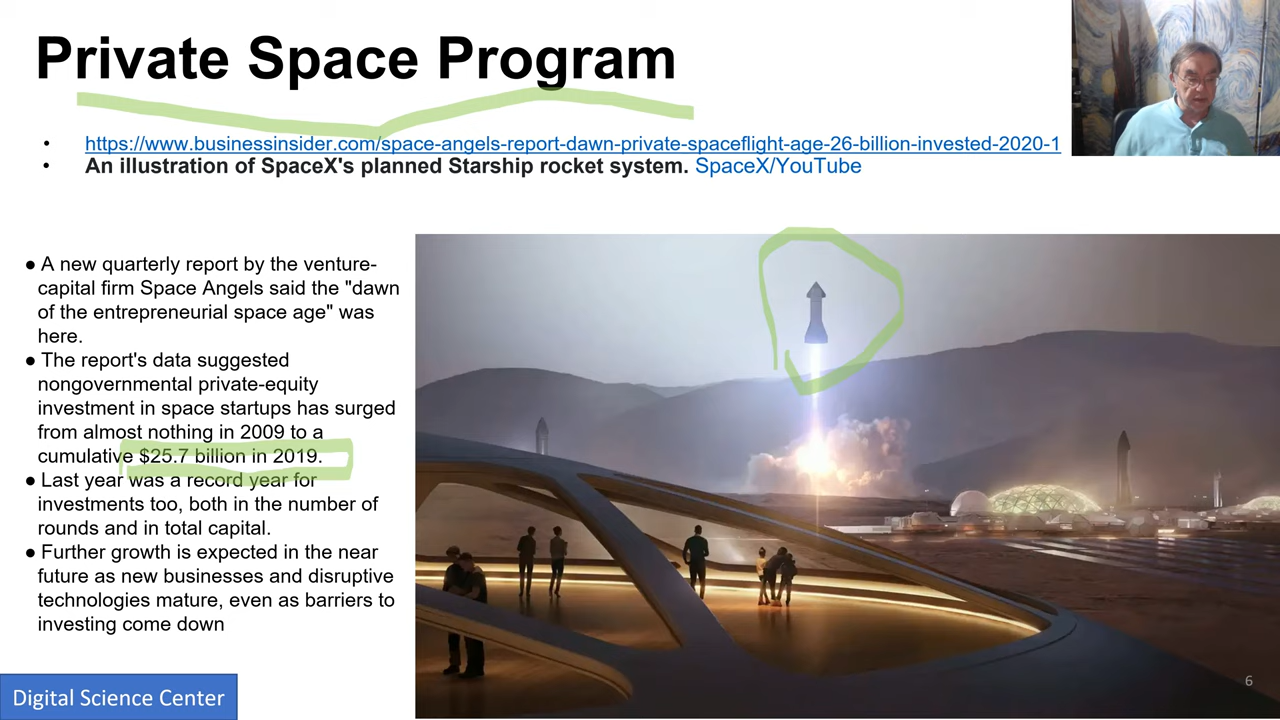 Private Space Program
• https://www.businessinsider.com/space-angels-report-dawn-private-spaceflight-age-26-billion-invested-2020-1
• An illustration of SpaceX's planned Starship rocket system. SpaceX/YouTube
● A new quarterly report by the venture-
capital firm Space Angels said the "dawn
of the entrepreneurial space age" was
here.
● The report's data suggested
nongovernmental private-equity
investment in space startups has surged
from almost nothing in 2009 to a
cumulative $25.7 billion in 2019.
● Last year was a record year for
investments too, both in the number of
rounds and in total capital.
● Further growth is expected in the near
future as new businesses and disruptive
technologies mature, even as barriers to
investing come down
Digital Science Center
6